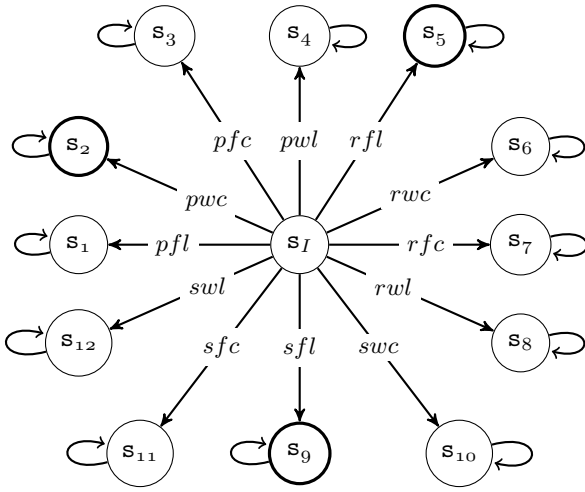 s₃ s₄ s₅
pfc pwl rfl
s₂ s₆
pwc rwc
s₁ pfl s_I rfc s₇
swl rwl
s₁₂ s₈
sfc sfl swc
s₁₁ s₉ s₁₀